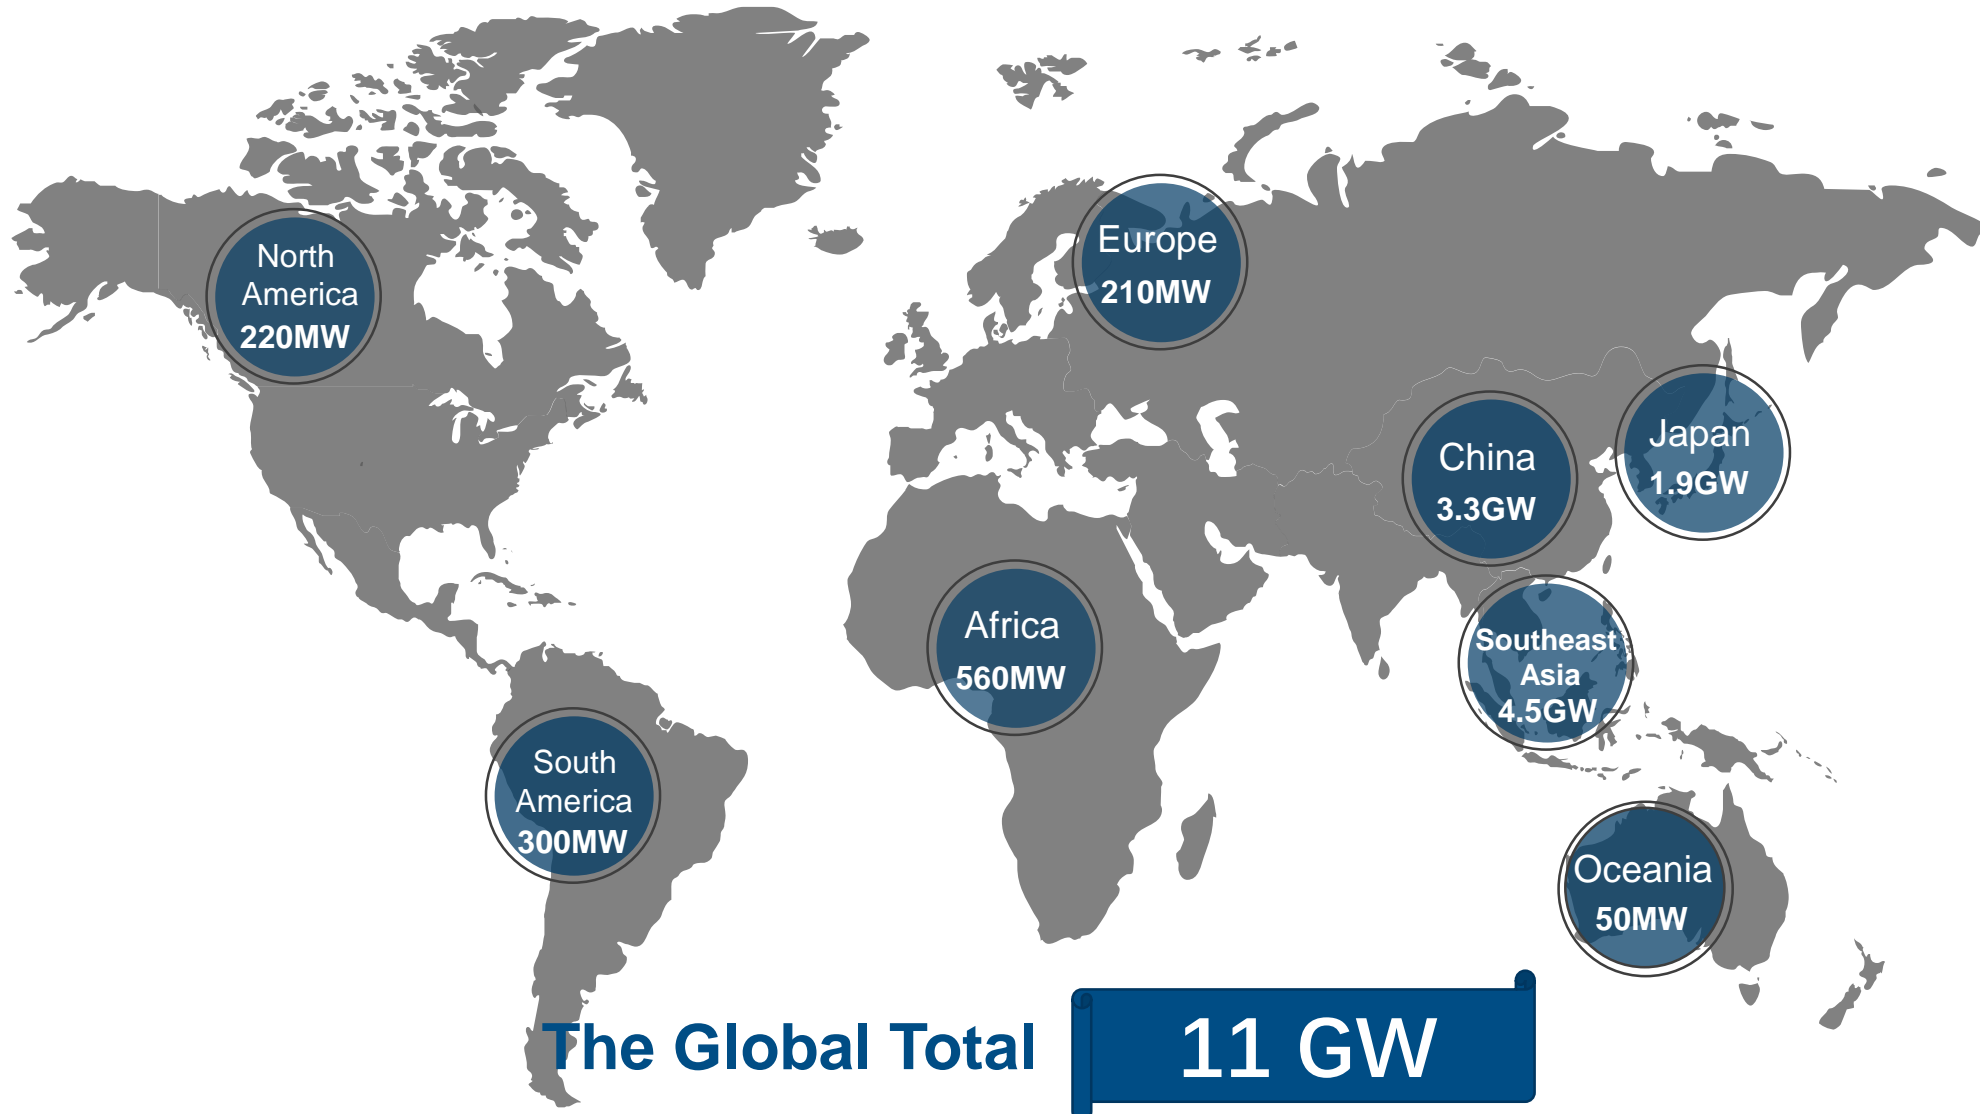 North
America
220MW
Europe
210MW
China
3.3GW
Japan
1.9GW
Africa
560MW
Southeast
Asia
4.5GW
South
America
300MW
Oceania
50MW
The Global Total
11 GW